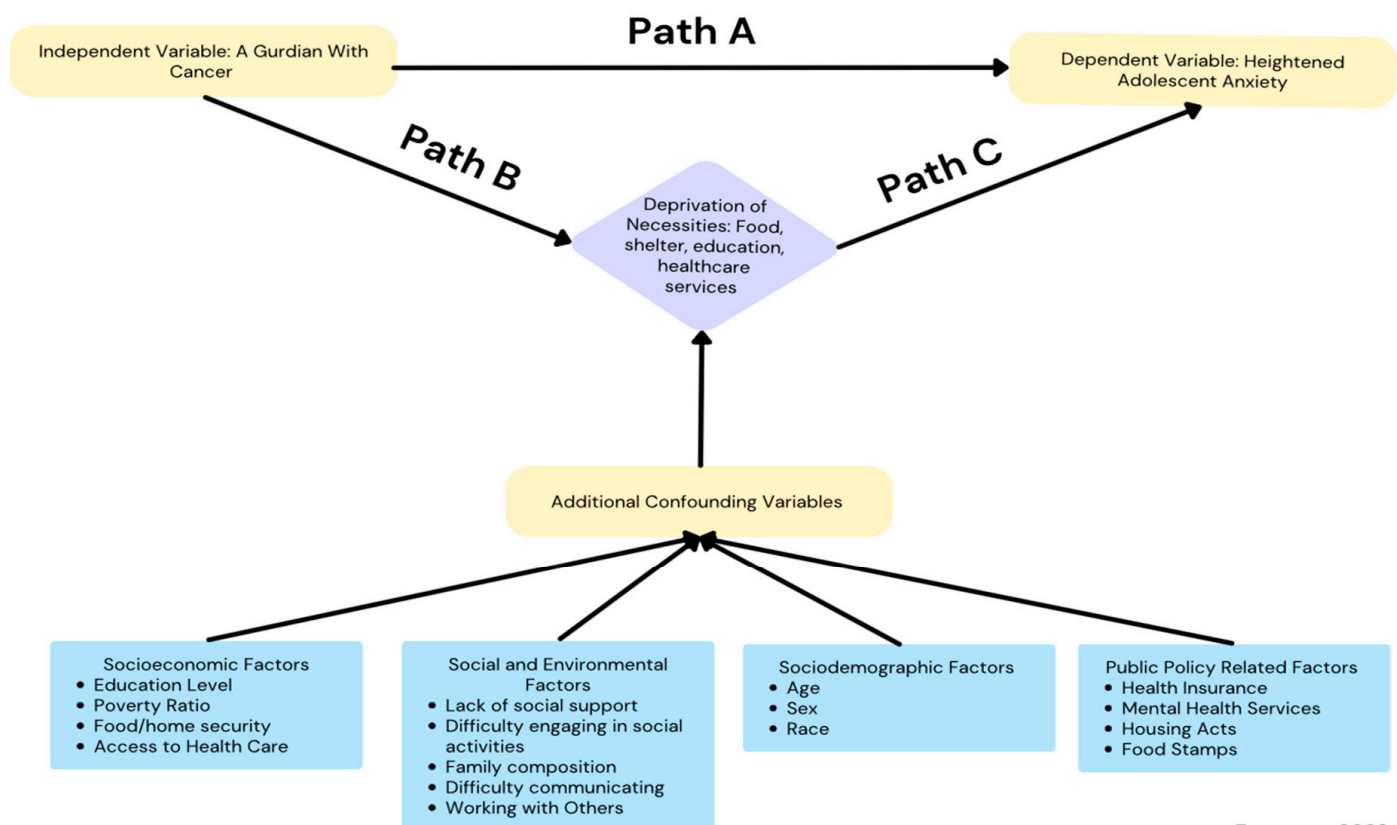 Path A
Independent Variable: A Gurdian With
Cancer
Dependent Variable: Heightened
Adolescent Anxiety
Path B
Path C
Deprivation of
Necessities: Food,
shelter, education,
healthcare
services
Additional Confounding Variables
Socioeconomic Factors
• Education Level
• Poverty Ratio
• Food/home security
• Access to Health Care
Social and Environmental
Factors
• Lack of social support
• Difficulty engaging in social
activities
• Family composition
• Difficulty communicating
• Working with Others
Sociodemographic Factors
• Age
• Sex
• Race
Public Policy Related Factors
• Health Insurance
• Mental Health Services
• Housing Acts
• Food Stamps